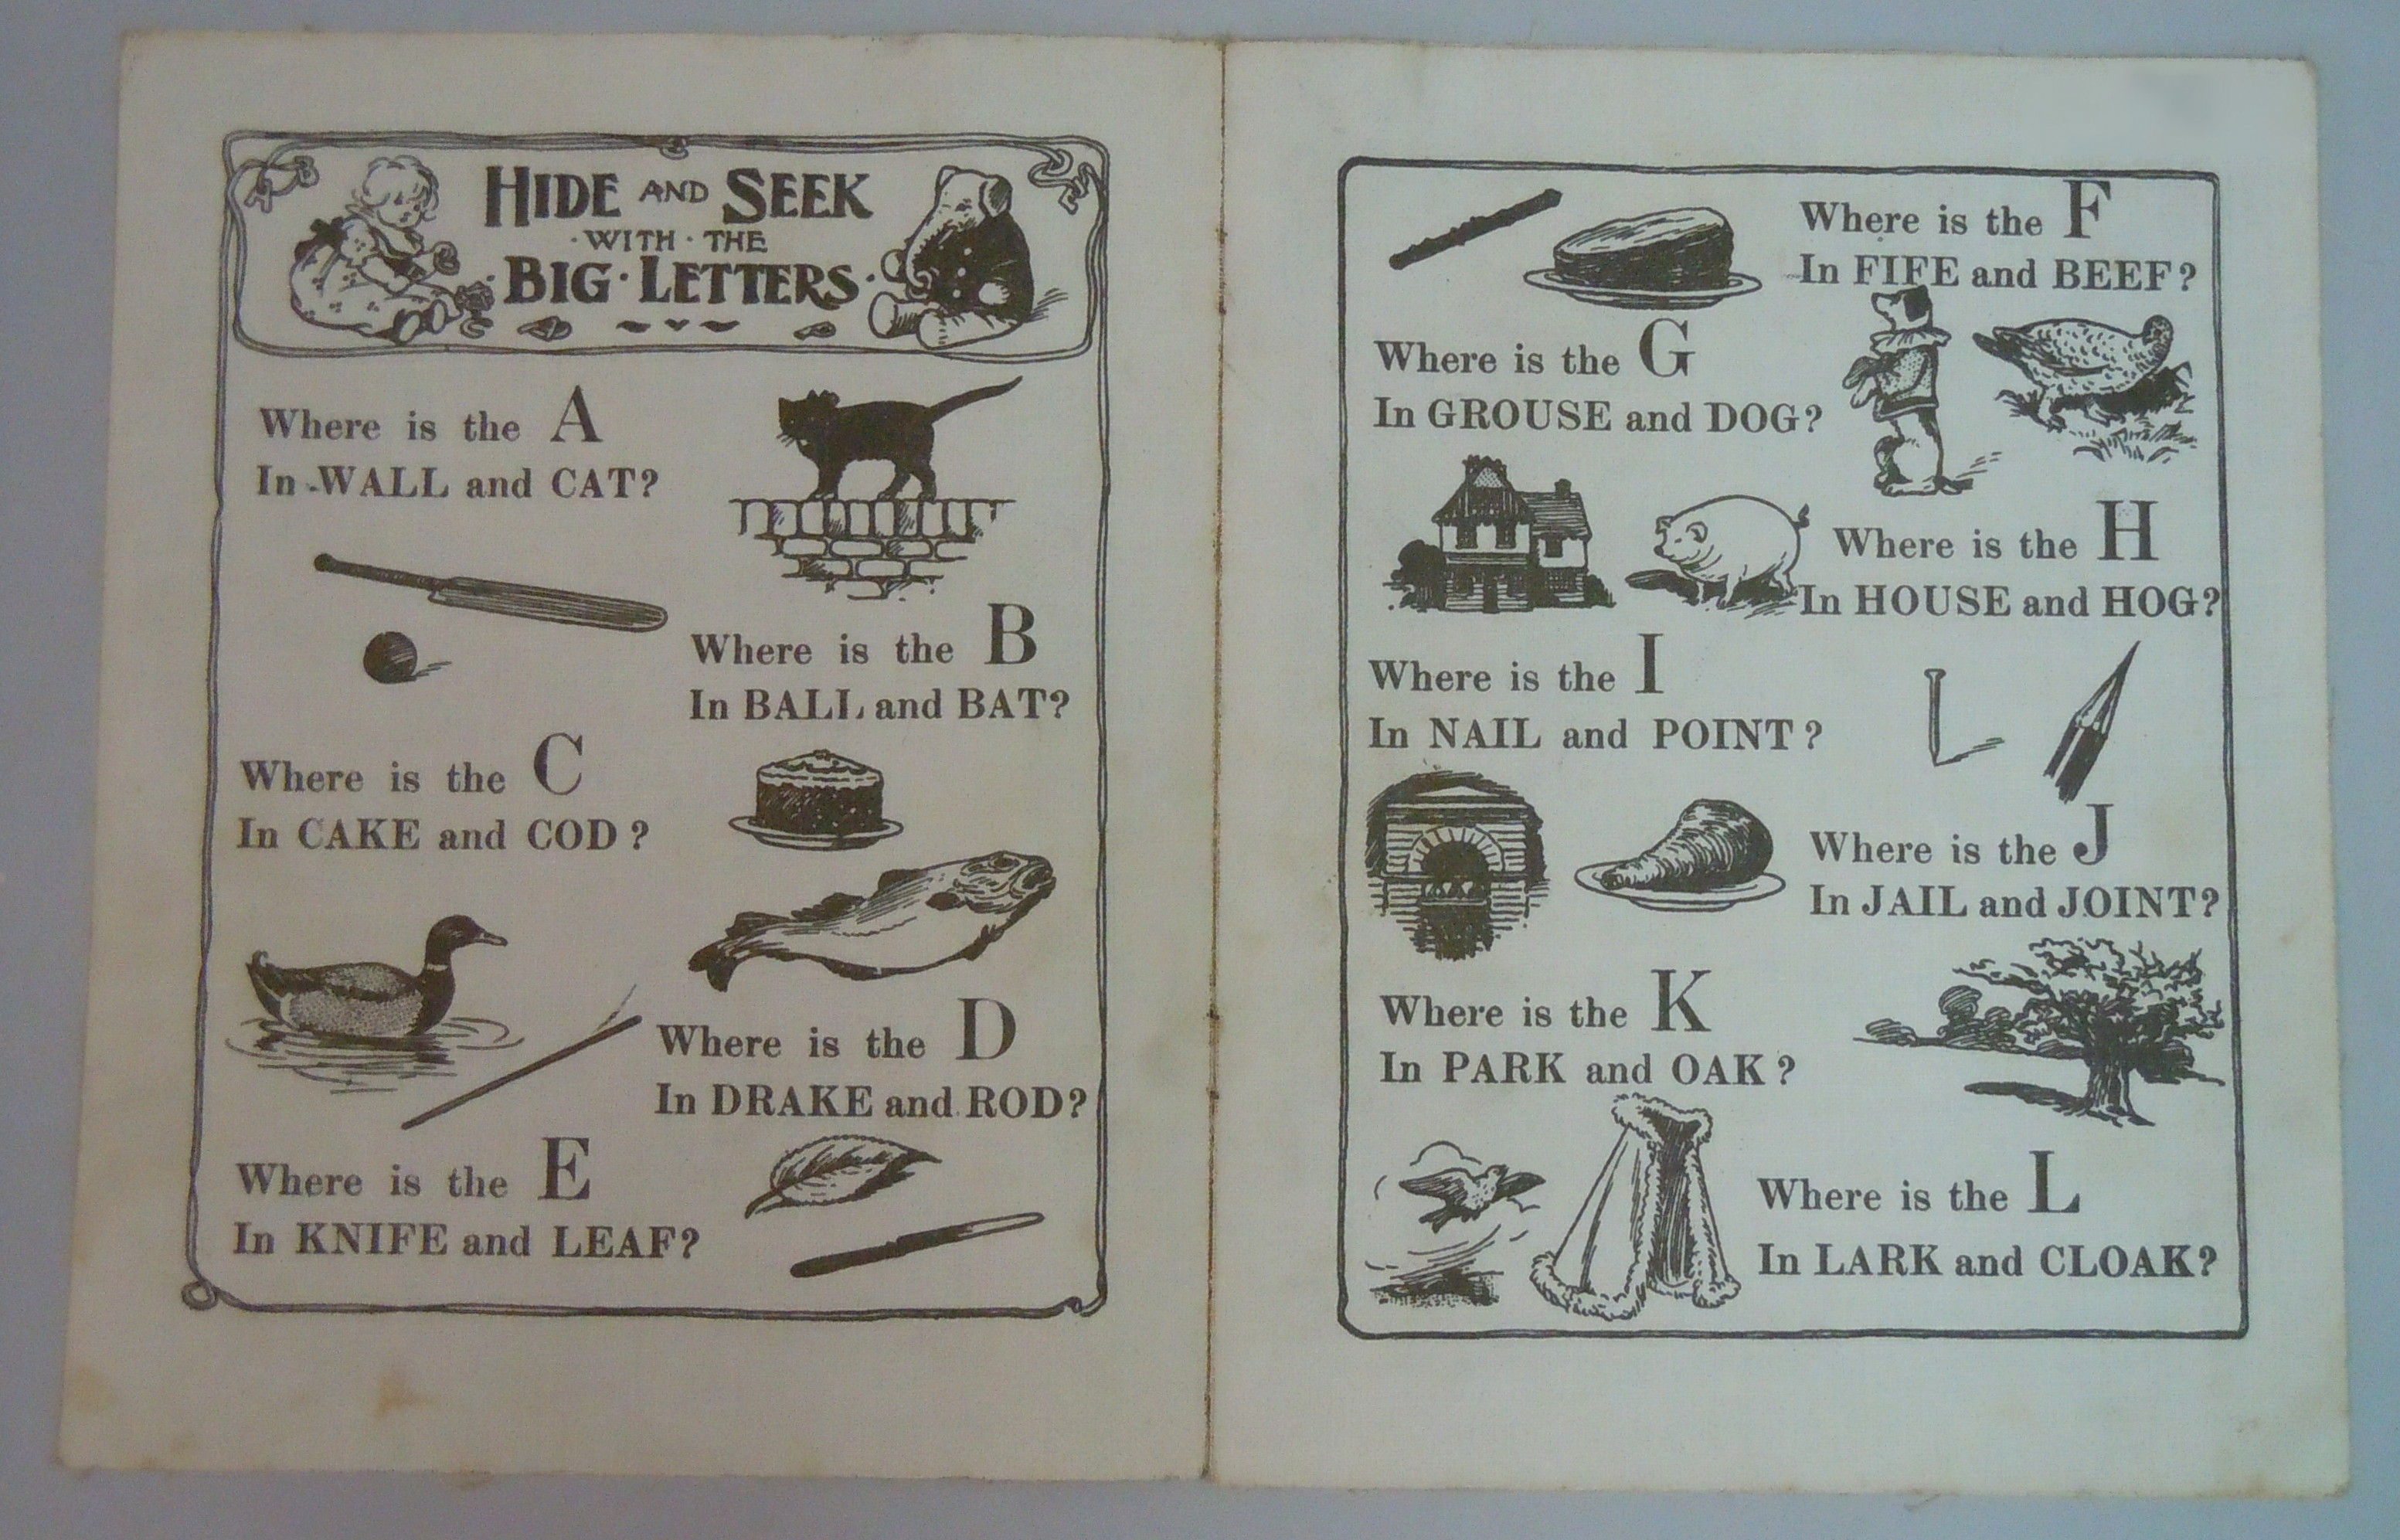 HIDE AND SEEK
·WITH·THE
·BIG·LETTERS·
Where is the A
In WALL and CAT?
Where is the B
In BALL and BAT?
Where is the C
In CAKE and COD?
Where is the D
In DRAKE and ROD?
Where is the E
In KNIFE and LEAF?
Where is the F
In FIFE and BEEF?
Where is the G
In GROUSE and DOG?
Where is the H
In HOUSE and HOG?
Where is the I
In NAIL and POINT?
Where is the J
In JAIL and JOINT?
Where is the K
In PARK and OAK?
Where is the L
In LARK and CLOAK?